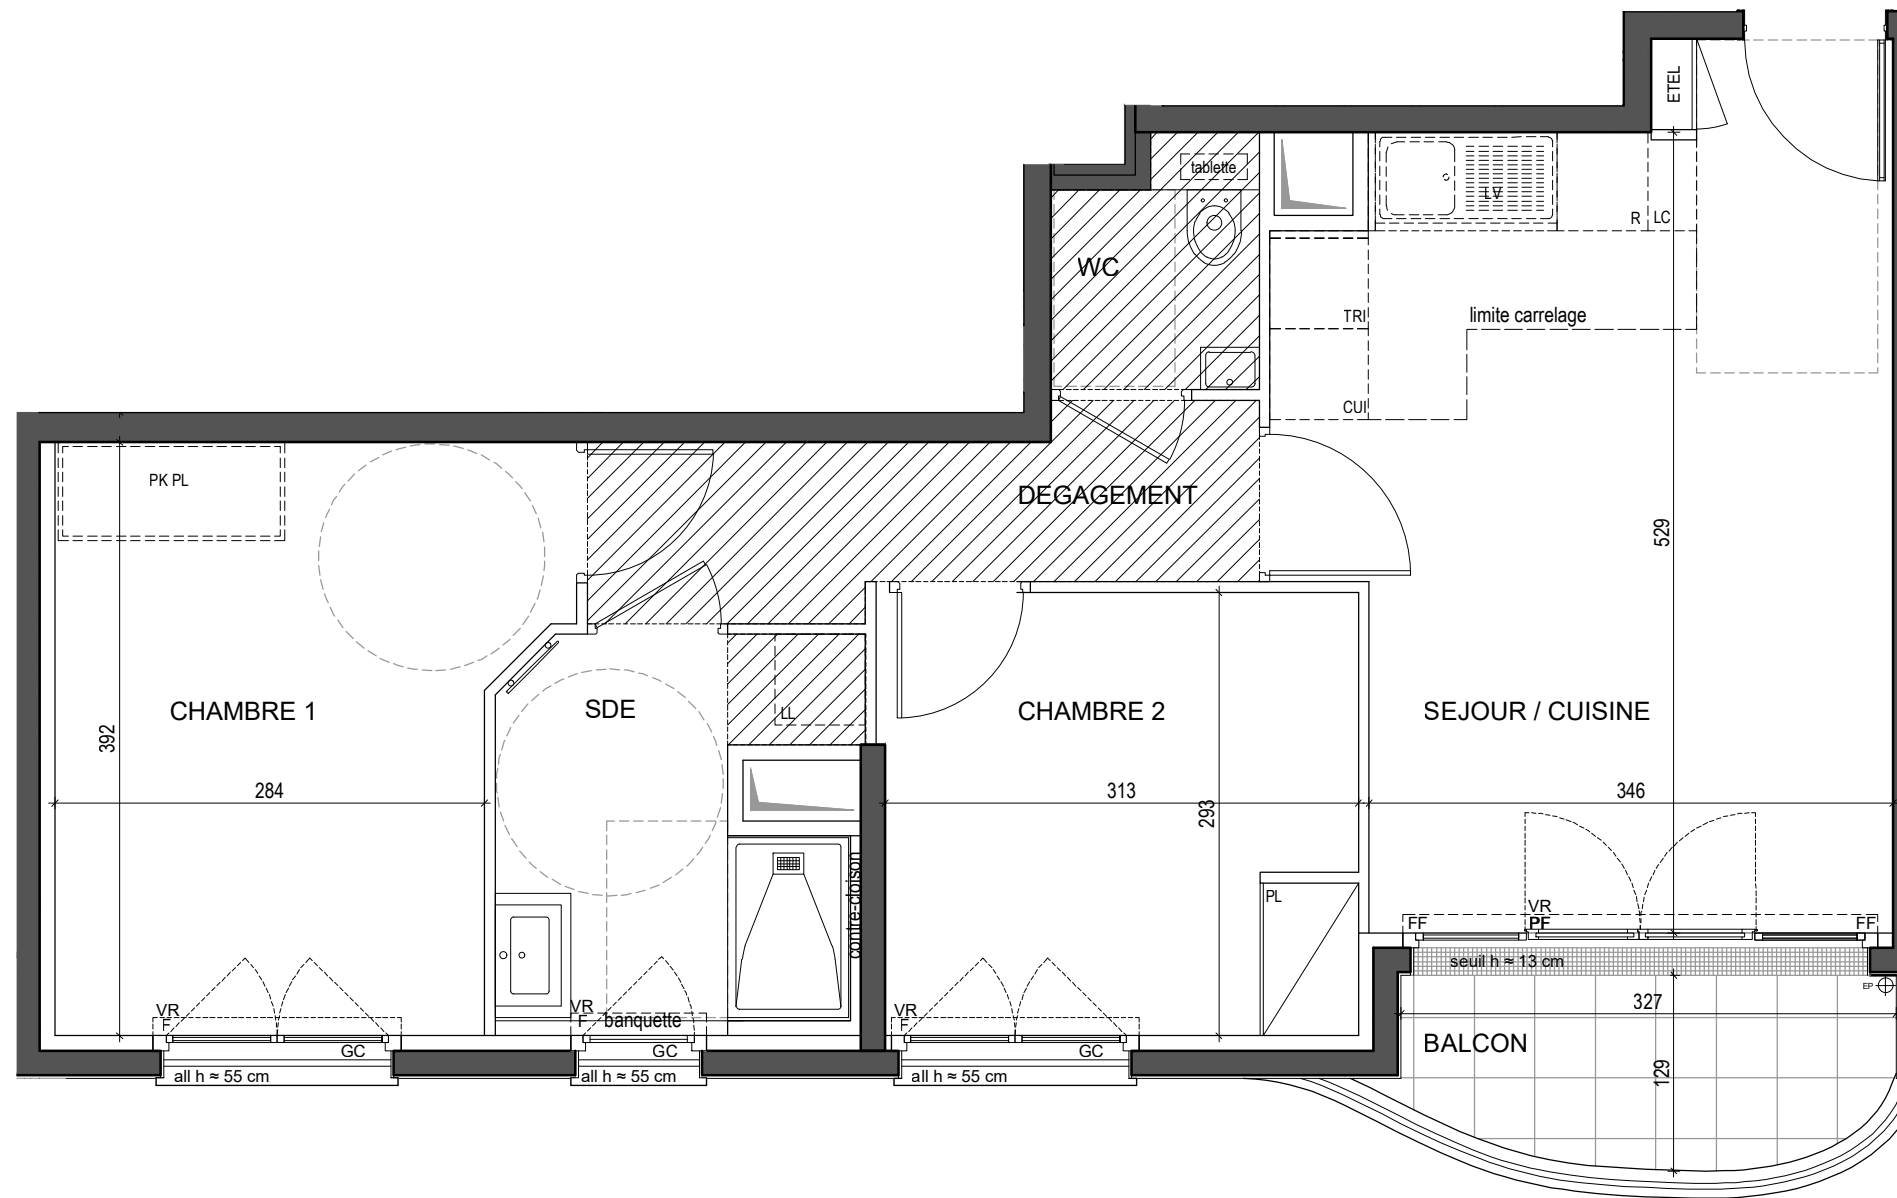 ETEL
tablette
LV
R
LC
WC
TRI
limite carrelage
CUI
PK PL
DEGAGEMENT
529
CHAMBRE 1
SDE
LL
CHAMBRE 2
SEJOUR / CUISINE
392
284
313
293
346
contre-cloison
PL
VR
FF
PF
FF
seuil h ≈ 13 cm
EP
327
VR
F
GC
all h ≈ 55 cm
VR
F
banquette
GC
all h ≈ 55 cm
VR
F
GC
all h ≈ 55 cm
BALCON
129